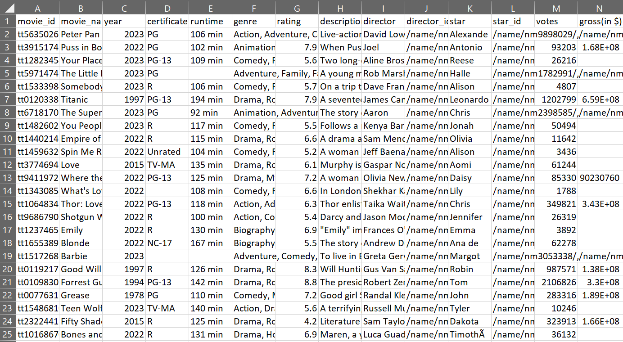 A B C D E F G H I J K L M N
1 movie_id movie_na year certificate runtime genre rating descriptio director director_i star star_id votes gross(in $)
2 tt5635026 Peter Pan 2023 PG 106 min Action, Adventure, C Live-action David Low /name/nm Alexande /name/nm9898029/,/name/nm
3 tt3915174 Puss in Bo 2022 PG 102 min Animation 7.9 When Pus Joel /name/nm Antonio /name/nm 93203 1.68E+08
4 tt1282345 Your Place 2023 PG-13 109 min Comedy, F 5.6 Two long- Aline Bros /name/nm Reese /name/nm 26216
5 tt5971474 The Little M 2023 PG Adventure, Family, Fa A young m Rob Marsh /name/nm Halle /name/nm1782991/,/name/nm
6 tt1533398 Somebody 2023 R 106 min Comedy, F 5.7 On a trip t Dave Fran /name/nm Alison /name/nm 4807
7 tt0120338 Titanic 1997 PG-13 194 min Drama, Ro 7.9 A sevente James Car /name/nm Leonardo /name/nm 1202799 6.59E+08
8 tt6718170 The Super 2023 PG 92 min Animation, Adventur The story Aaron /name/nm Chris /name/nm2398585/,/name/nm
9 tt1482602 You People 2023 R 117 min Comedy, F 5.5 Follows a Kenya Bar /name/nm Jonah /name/nm 50494
10 tt1440214 Empire of 2022 R 115 min Drama, Ro 6.6 A drama a Sam Menc /name/nm Olivia /name/nm 11642
11 tt1459632 Spin Me R 2022 Unrated 104 min Comedy, F 5.2 A woman Jeff Baena /name/nm Alison /name/nm 3436
12 tt3774694 Love 2015 TV-MA 135 min Drama, Ro 6.1 Murphy is Gaspar No /name/nm Aomi /name/nm 61244
13 tt9411972 Where the 2022 PG-13 125 min Drama, M 7.2 A woman Olivia New /name/nm Daisy /name/nm 85330 90230760
14 tt1343085 What's Lo 2022 108 min Comedy, F 6.6 In London Shekhar K /name/nm Lily /name/nm 1788
15 tt1064834 Thor: Love 2022 PG-13 118 min Action, Ad 6.3 Thor enlist Taika Wait /name/nm Chris /name/nm 349821 3.43E+08
16 tt9686790 Shotgun W 2022 R 100 min Action, Co 5.4 Darcy and Jason Moo /name/nm Jennifer /name/nm 26319
17 tt1237465 Emily 2022 R 130 min Biography 6.9 "Emily" im Frances O' /name/nm Emma /name/nm 3892
18 tt1655389 Blonde 2022 NC-17 167 min Biography 5.5 The story Andrew D /name/nm Ana de /name/nm 62278
19 tt1517268 Barbie 2023 Adventure, Comedy, To live in B Greta Gerv /name/nm Margot /name/nm3053338/,/name/nm
20 tt0119217 Good Will 1997 R 126 min Drama, Ro 8.3 Will Hunti Gus Van S /name/nm Robin /name/nm 987571 1.38E+08
21 tt0109830 Forrest Gu 1994 PG-13 142 min Drama, Ro 8.8 The presid Robert Zer /name/nm Tom /name/nm 2106826 3.3E+08
22 tt0077631 Grease 1978 PG 110 min Comedy, M 7.2 Good girl S Randal Kle /name/nm John /name/nm 283316 1.89E+08
23 tt1548681 Teen Wolf 2023 TV-MA 140 min Action, Dr 5.6 A terrifyin Russell Mu /name/nm Tyler /name/nm 10246
24 tt2322441 Fifty Shad 2015 R 125 min Drama, Ro 4.2 Literature Sam Taylo /name/nm Dakota /name/nm 323913 1.66E+08
25 tt1016867 Bones and 2022 R 131 min Drama, Ho 6.9 Maren, a y Luca Guad /name/nm TimothÃ /name/nm 36132